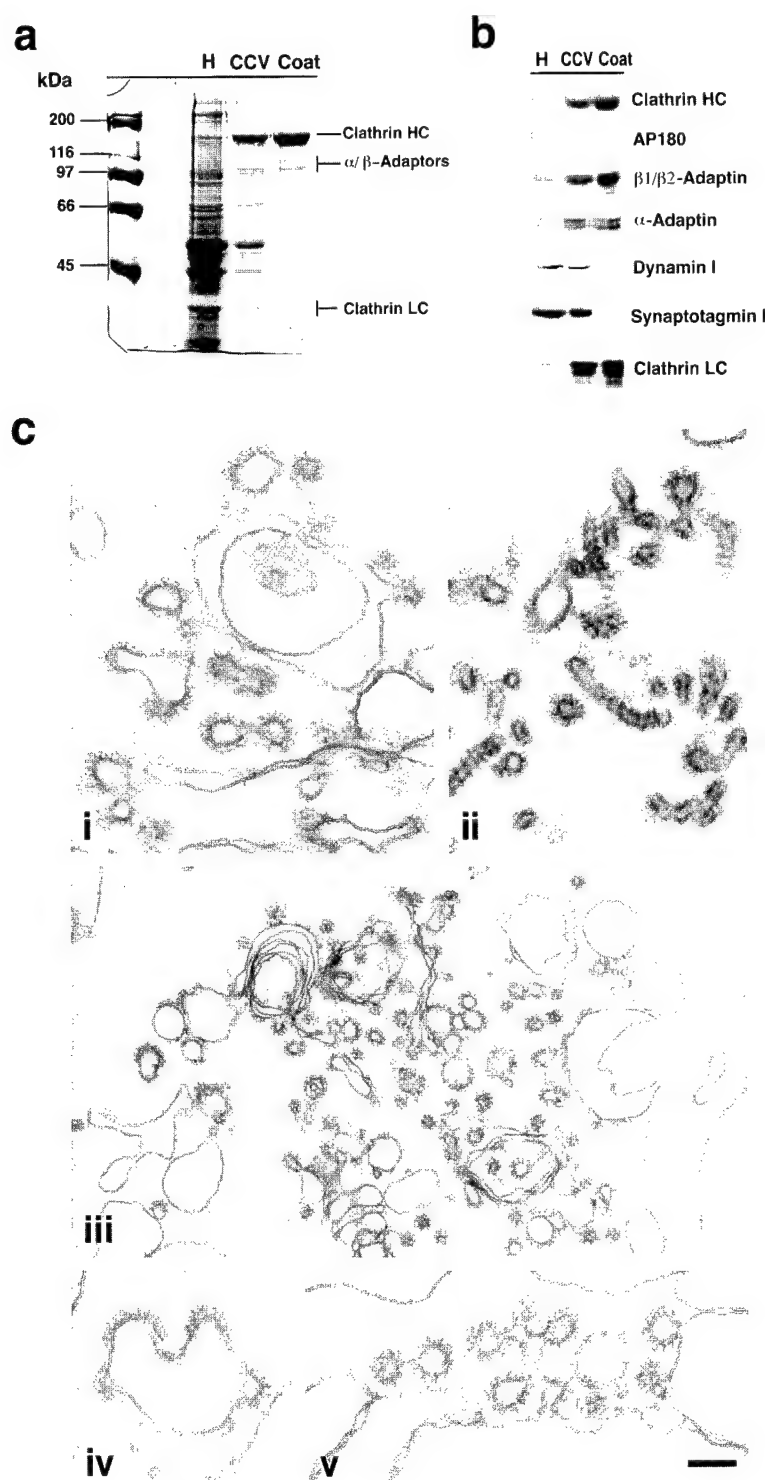 a
H CCV Coat
kDa
200
116
97
66
45
Clathrin HC
α/β-Adaptors
Clathrin LC
b
H CCV Coat
Clathrin HC
AP180
β1/β2-Adaptin
α-Adaptin
Dynamin I
Synaptotagmin I
Clathrin LC
c
i
ii
iii
iv
v